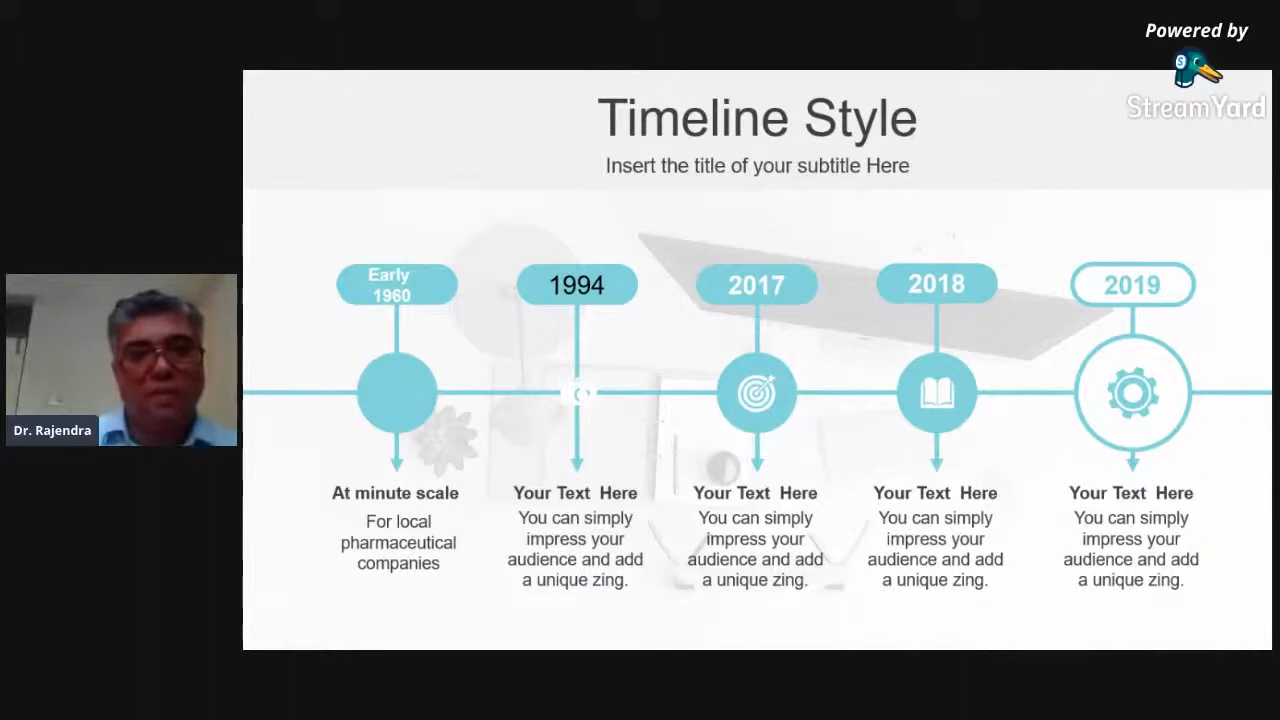 Powered by
StreamYard
Timeline Style
Insert the title of your subtitle Here
Early
1960
1994
2017
2018
2019
At minute scale
For local
pharmaceutical
companies
Your Text Here
You can simply
impress your
audience and add
a unique zing.
Your Text Here
You can simply
impress your
audience and add
a unique zing.
Your Text Here
You can simply
impress your
audience and add
a unique zing.
Your Text Here
You can simply
impress your
audience and add
a unique zing.
Dr. Rajendra